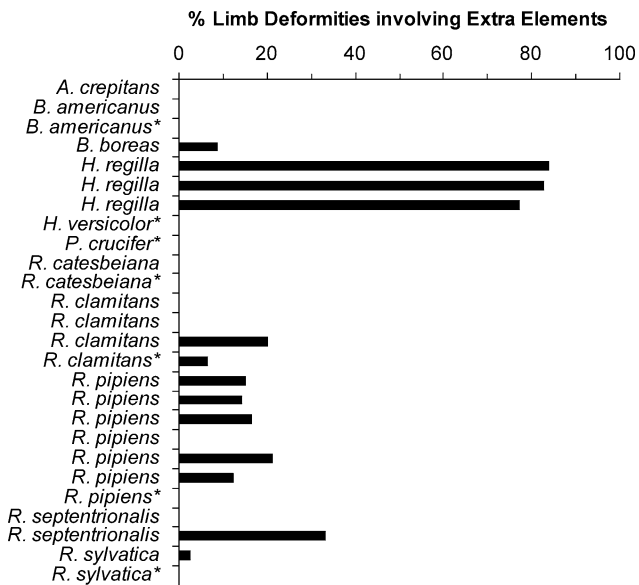 % Limb Deformities involving Extra Elements
0 20 40 60 80 100
A. crepitans
B. americanus
B. americanus*
B. boreas
H. regilla
H. regilla
H. regilla
H. versicolor*
P. crucifer*
R. catesbeiana
R. catesbeiana*
R. clamitans
R. clamitans
R. clamitans
R. clamitans*
R. pipiens
R. pipiens
R. pipiens
R. pipiens
R. pipiens
R. pipiens
R. pipiens*
R. septentrionalis
R. septentrionalis
R. sylvatica
R. sylvatica*